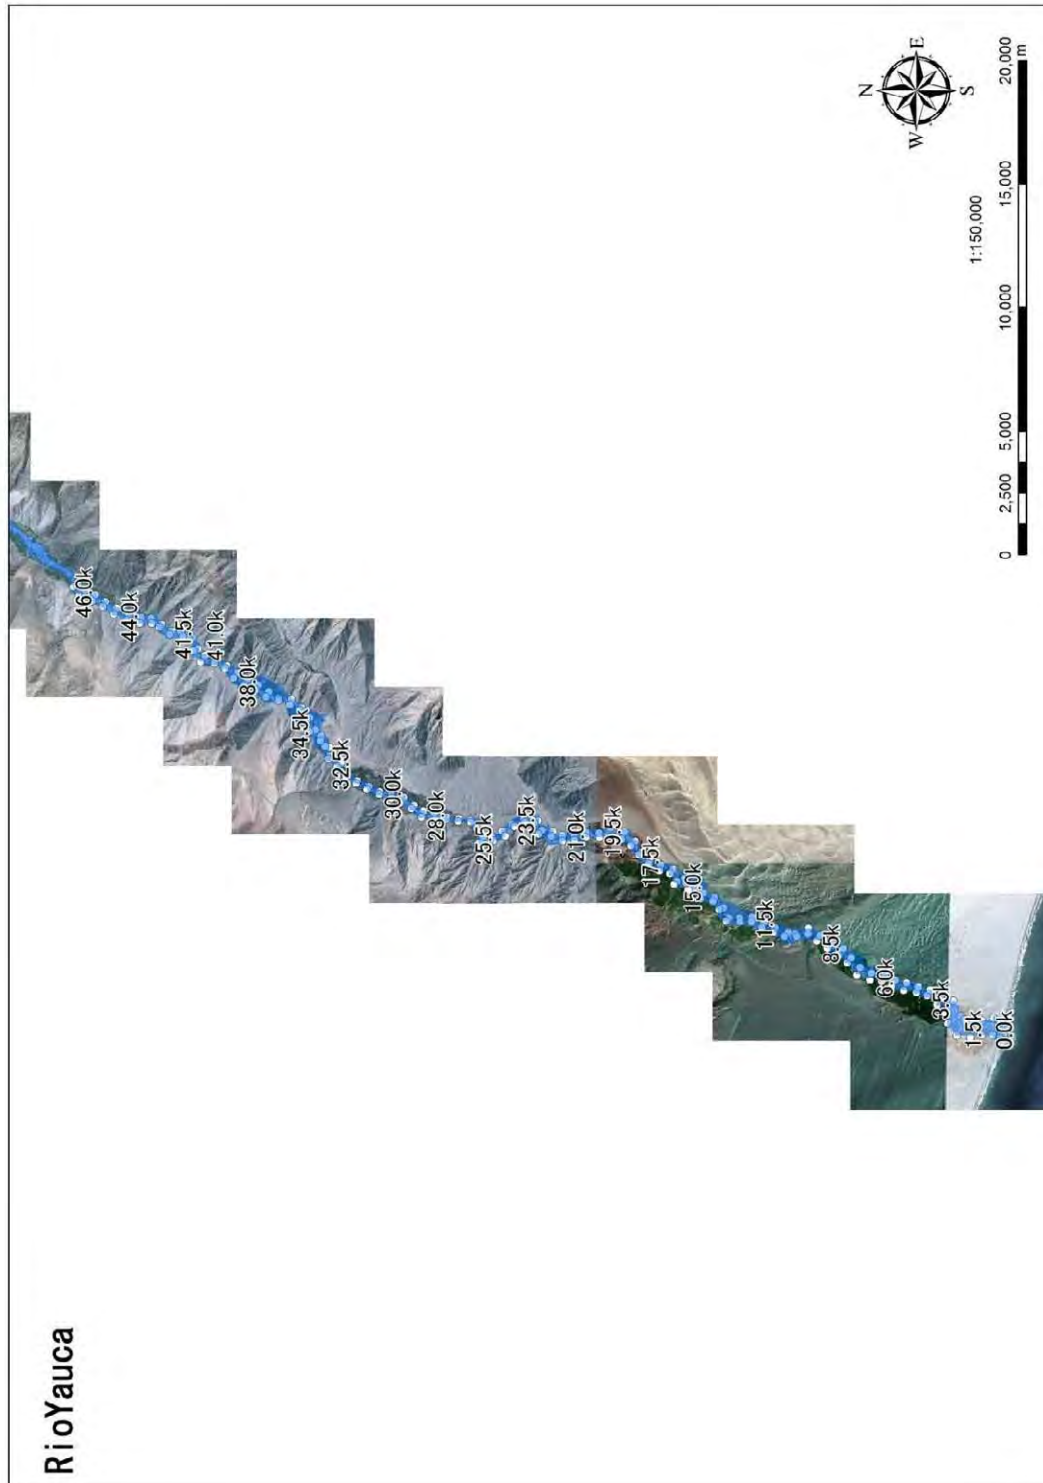 RioYauca
0.0k
1.5k
3.5k
6.0k
8.5k
11.5k
15.0k
17.5k
19.5k
21.0k
23.5k
25.5k
28.0k
30.0k
32.5k
34.5k
38.0k
41.0k
41.5k
44.0k
46.0k
N
E
S
W
1:150,000
0 2,500 5,000 10,000 15,000 20,000
m